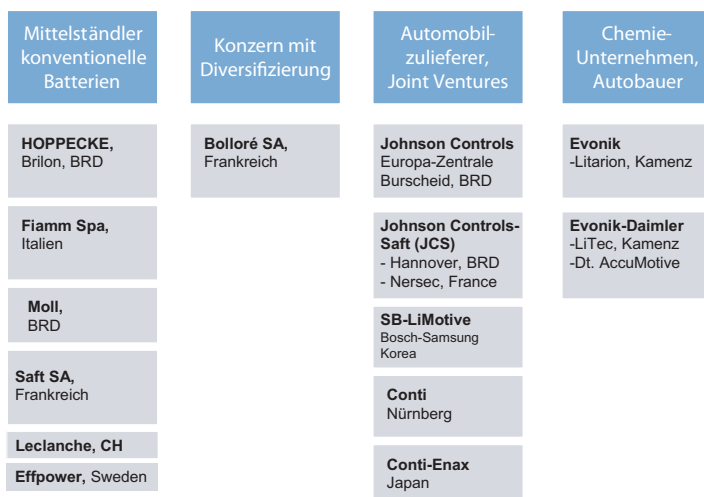 Mittelständler
konventionelle
Batterien
HOPPECKE,
Brilon, BRD
Fiamm Spa,
Italien
Moll,
BRD
Saft SA,
Frankreich
Leclanche, CH
Effpower, Sweden
Konzern mit
Diversifizierung
Bolloré SA,
Frankreich
Automobil-
zulieferer,
Joint Ventures
Johnson Controls
Europa-Zentrale
Burscheid, BRD
Johnson Controls-
Saft (JCS)
- Hannover, BRD
- Nersec, France
SB-LiMotive
Bosch-Samsung
Korea
Conti
Nürnberg
Conti-Enax
Japan
Chemie-
Unternehmen,
Autobauer
Evonik
-Litarion, Kamenz
Evonik-Daimler
-LiTec, Kamenz
-Dt. AccuMotive